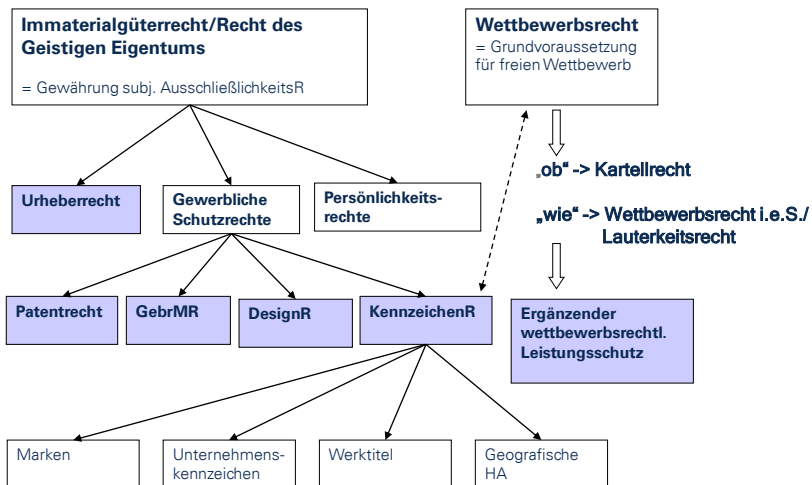 Immaterialgüterrecht/Recht des
Geistigen Eigentums
= Gewährung subj. AusschließlichkeitsR
Wettbewerbsrecht
= Grundvoraussetzung
für freien Wettbewerb
„ob“ -> Kartellrecht
„wie“ -> Wettbewerbsrecht i.e.S./
Lauterkeitsrecht
Urheberrecht
Gewerbliche
Schutzrechte
Persönlichkeits-
rechte
Patentrecht
GebrMR
DesignR
KennzeichenR
Ergänzender
wettbewerbsrechtl.
Leistungsschutz
Marken
Unternehmens-
kennzeichen
Werktitel
Geografische
HA